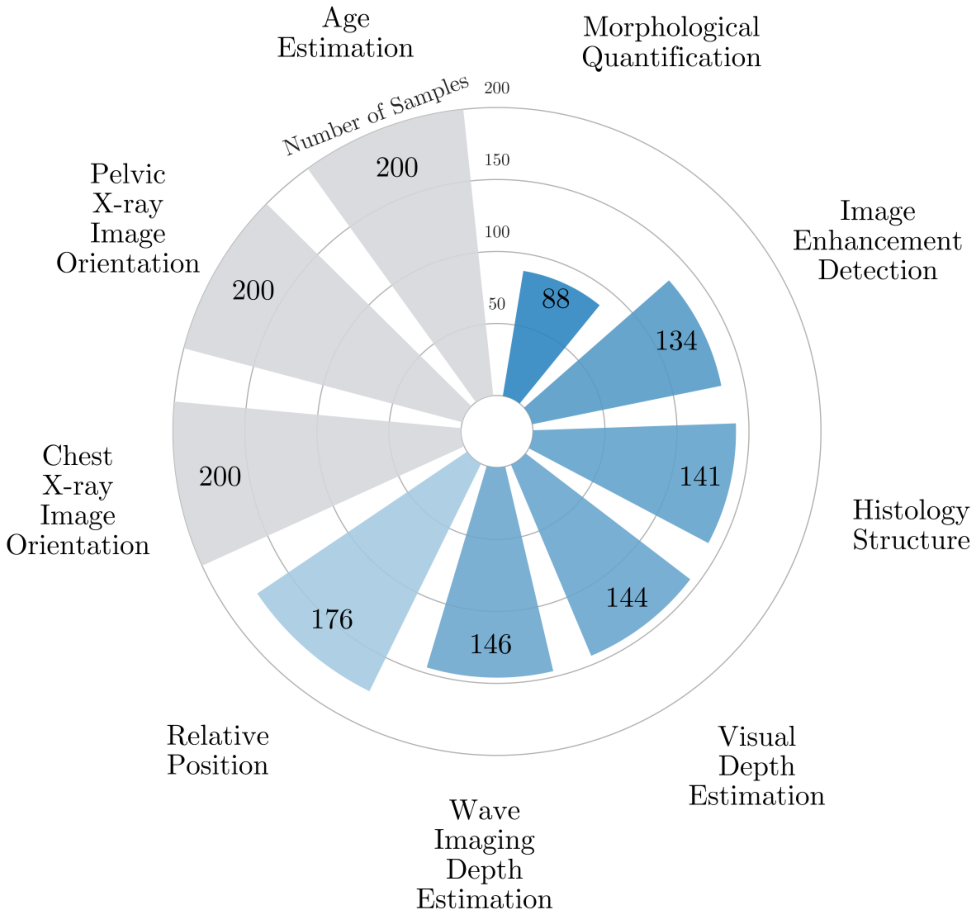 Age
Estimation
Morphological
Quantification
Number of Samples
200
150
100
50
200
88
Image
Enhancement
Detection
134
Histology
Structure
141
Visual
Depth
Estimation
144
Wave
Imaging
Depth
Estimation
146
Relative
Position
176
Chest
X-ray
Image
Orientation
200
Pelvic
X-ray
Image
Orientation
200